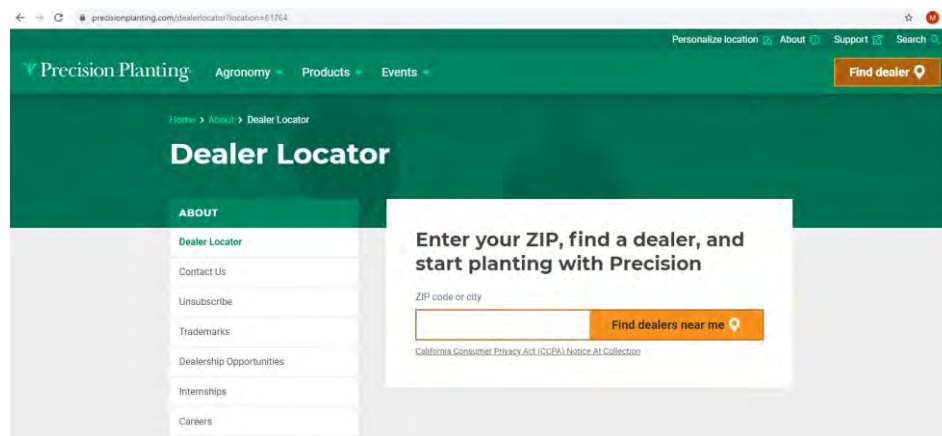 precisionplanting.com/dealerlocator?location=61764
M
Personalize location About Support Search
Precision Planting Agronomy Products Events Find dealer
Home > About > Dealer Locator
Dealer Locator
ABOUT
Dealer Locator
Contact Us
Unsubscribe
Trademarks
Dealership Opportunities
Internships
Careers
Enter your ZIP, find a dealer, and
start planting with Precision
ZIP code or city
Find dealers near me
California Consumer Privacy Act (CCPA) Notice At Collection